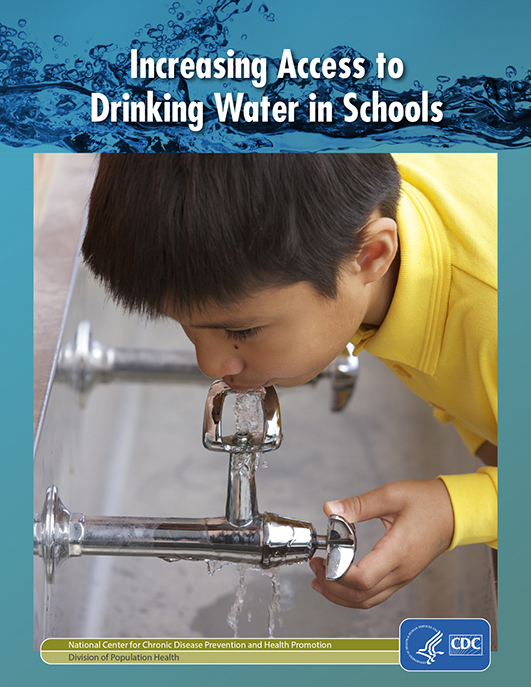 Increasing Access to
Drinking Water in Schools
National Center for Chronic Disease Prevention and Health Promotion
Division of Population Health
CDC